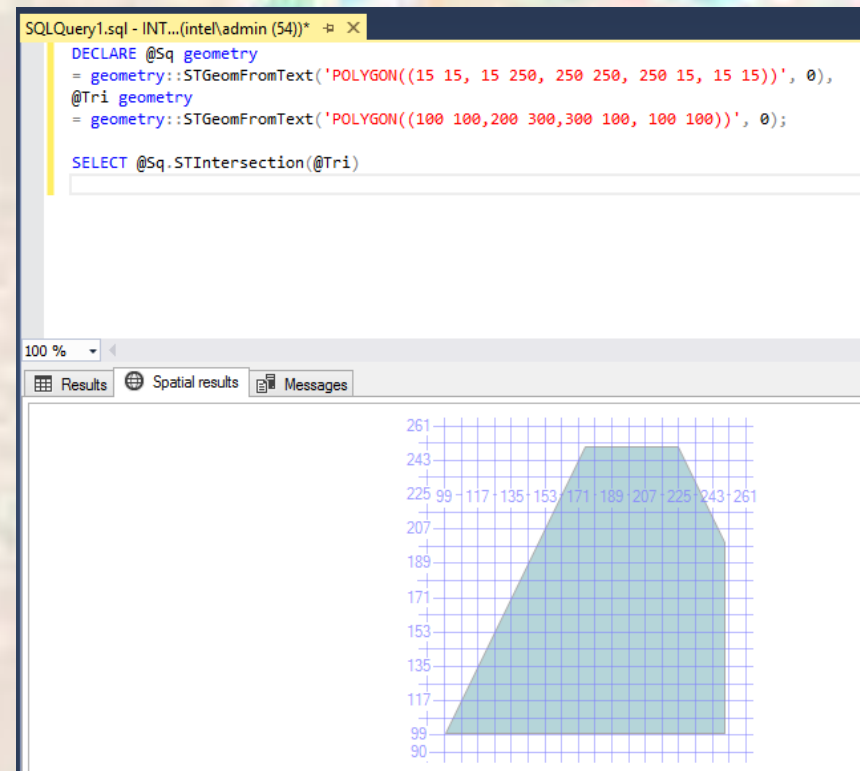 SQLQuery1.sql - INT...(intel\admin (54))*
DECLARE @Sq geometry
= geometry::STGeomFromText('POLYGON((15 15, 15 250, 250 250, 250 15, 15 15))', 0),
@Tri geometry
= geometry::STGeomFromText('POLYGON((100 100,200 300,300 100, 100 100))', 0);
SELECT @Sq.STIntersection(@Tri)
100 %
Results Spatial results Messages
261
243
225 99 117 135 153 171 189 207 225 243 261
207
189
171
153
135
117
99
90